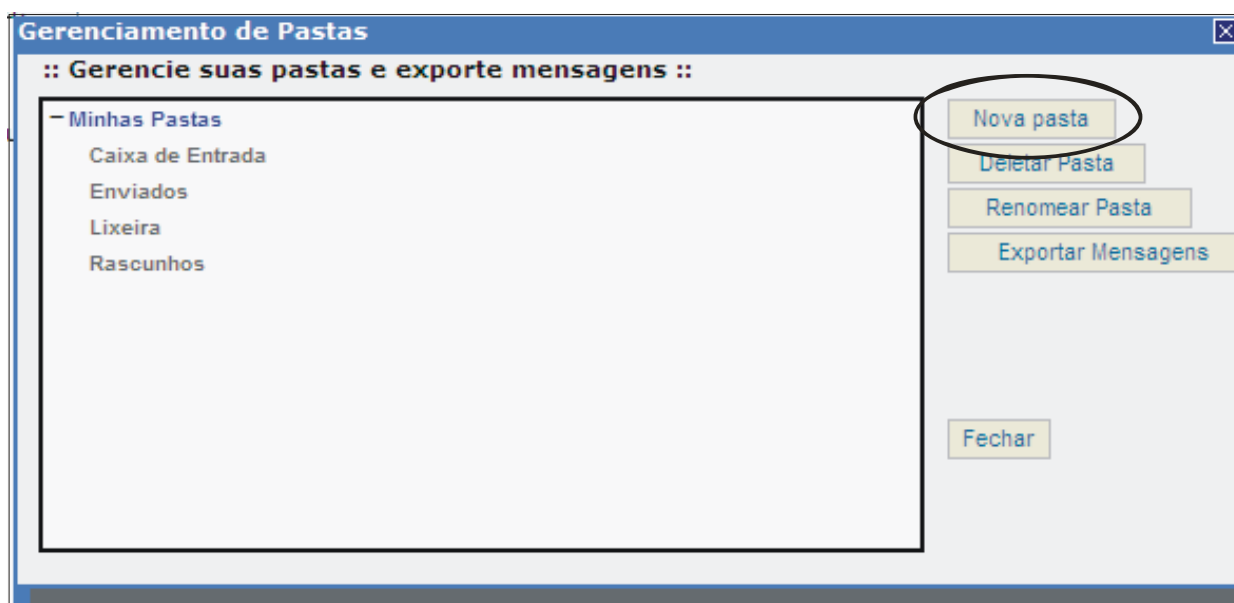 Gerenciamento de Pastas
:: Gerencie suas pastas e exporte mensagens ::
Minhas Pastas
Caixa de Entrada
Enviados
Lixeira
Rascunhos
Nova pasta
Deletar Pasta
Renomear Pasta
Exportar Mensagens
Fechar